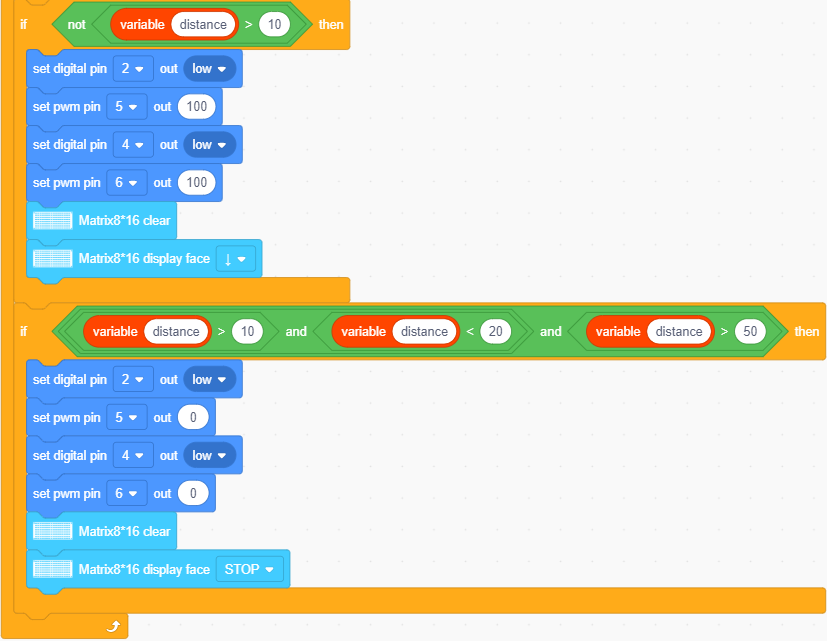 if not variable distance > 10 then
set digital pin 2 out low
set pwm pin 5 out 100
set digital pin 4 out low
set pwm pin 6 out 100
Matrix8*16 clear
Matrix8*16 display face ↓
if variable distance > 10 and variable distance < 20 and variable distance > 50 then
set digital pin 2 out low
set pwm pin 5 out 0
set digital pin 4 out low
set pwm pin 6 out 0
Matrix8*16 clear
Matrix8*16 display face STOP